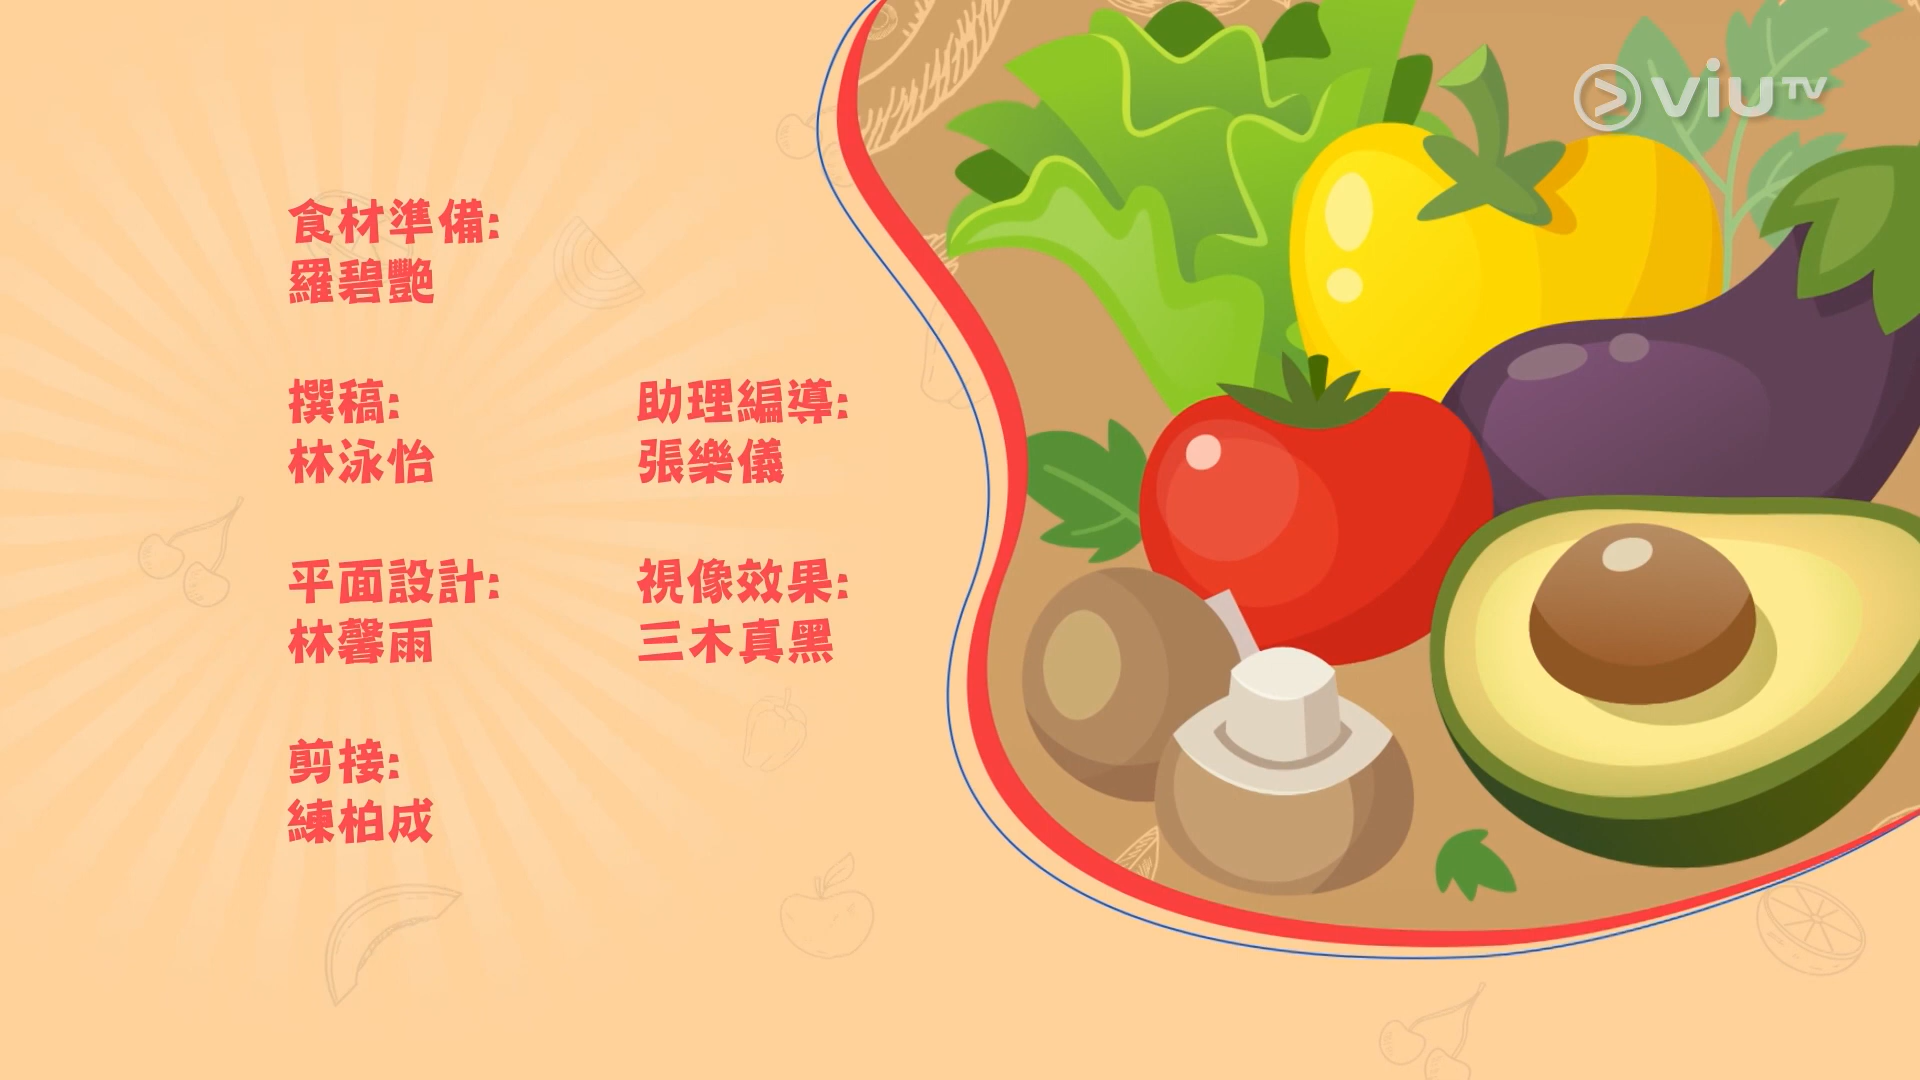 食材準備:
羅碧艷
撰稿:
林泳怡
助理編導:
張樂儀
平面設計:
林馨雨
視像效果:
三木真黑
剪接:
練柏成
viuTV